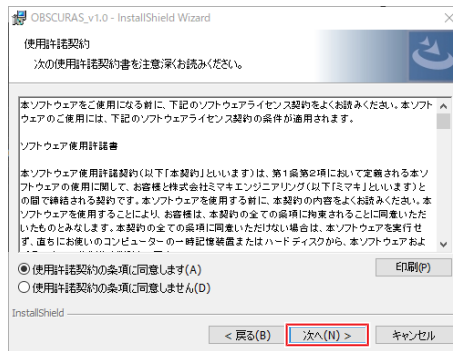 OBSCURAS_v1.0 - InstallShield Wizard
使用許諾契約
次の使用許諾契約書を注意深くお読みください。
本ソフトウェアをご使用になる前に、下記のソフトウェアライセンス契約をよくお読みください。本ソフト
ウェアのご使用には、下記のソフトウェアライセンス契約の条件が適用されます。
ソフトウェア使用許諾書
本ソフトウェア使用許諾契約(以下「本契約」といいます)は、第1条第2項において定義される本ソ
フトウェアの使用に関して、お客様と株式会社ミマキエンジニアリング(以下「ミマキ」といいます)と
の間で締結される契約です。本ソフトウェアを使用する前に、本契約の内容をよくお読みください。本
ソフトウェアを使用することにより、お客様は、本契約の全ての条項に拘束されることに同意いただ
いたものとみなします。本契約の全ての条項に同意いただけない場合は、本ソフトウェアを実行せ
ず、直ちにお使いのコンピューターの一時記憶装置またはハードディスクから、本ソフトウェアおよ
使用許諾契約の条項に同意します(A)
印刷(P)
使用許諾契約の条項に同意しません(D)
InstallShield
< 戻る(B)
次へ(N) >
キャンセル